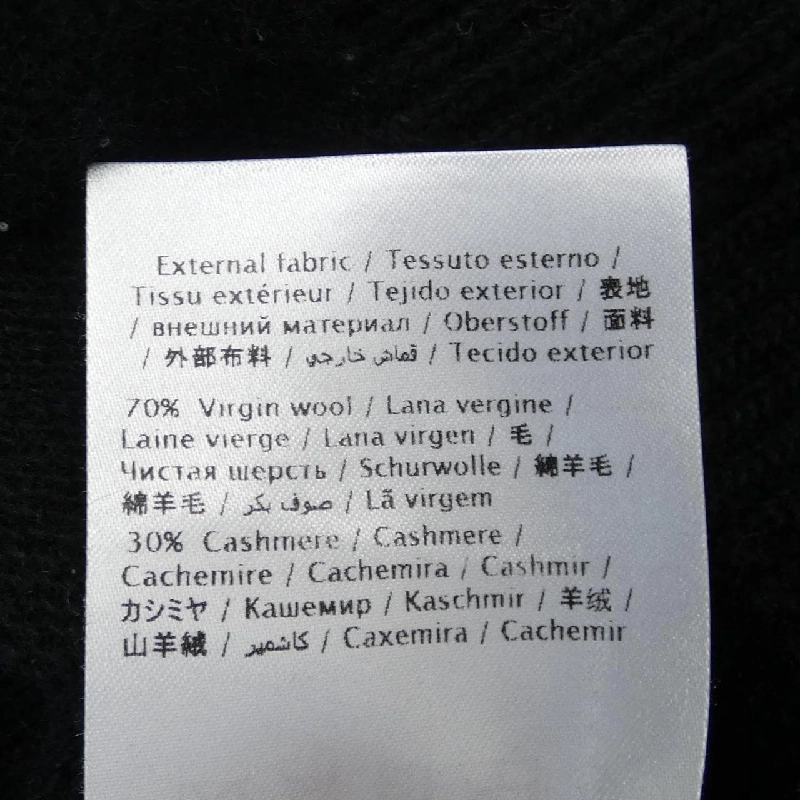 External fabric / Tessuto esterno /
Tissu extérieur / Tejido exterior / 表地
/ внешний материал / Oberstoff / 面料
/ 外部布料 / قماش خارجي / Tecido exterior
70% Virgin wool / Lana vergine /
Laine vierge / Lana virgen / 毛 /
Чистая шерсть / Schurwolle / 綿羊毛 /
綿羊毛 / صوف بكر / Lã virgem
30% Cashmere / Cashmere /
Cachemire / Cachemira / Cashmir /
カシミヤ / Кашемир / Kaschmir / 羊绒 /
山羊絨 / كاشمير / Caxemira / Cachemir